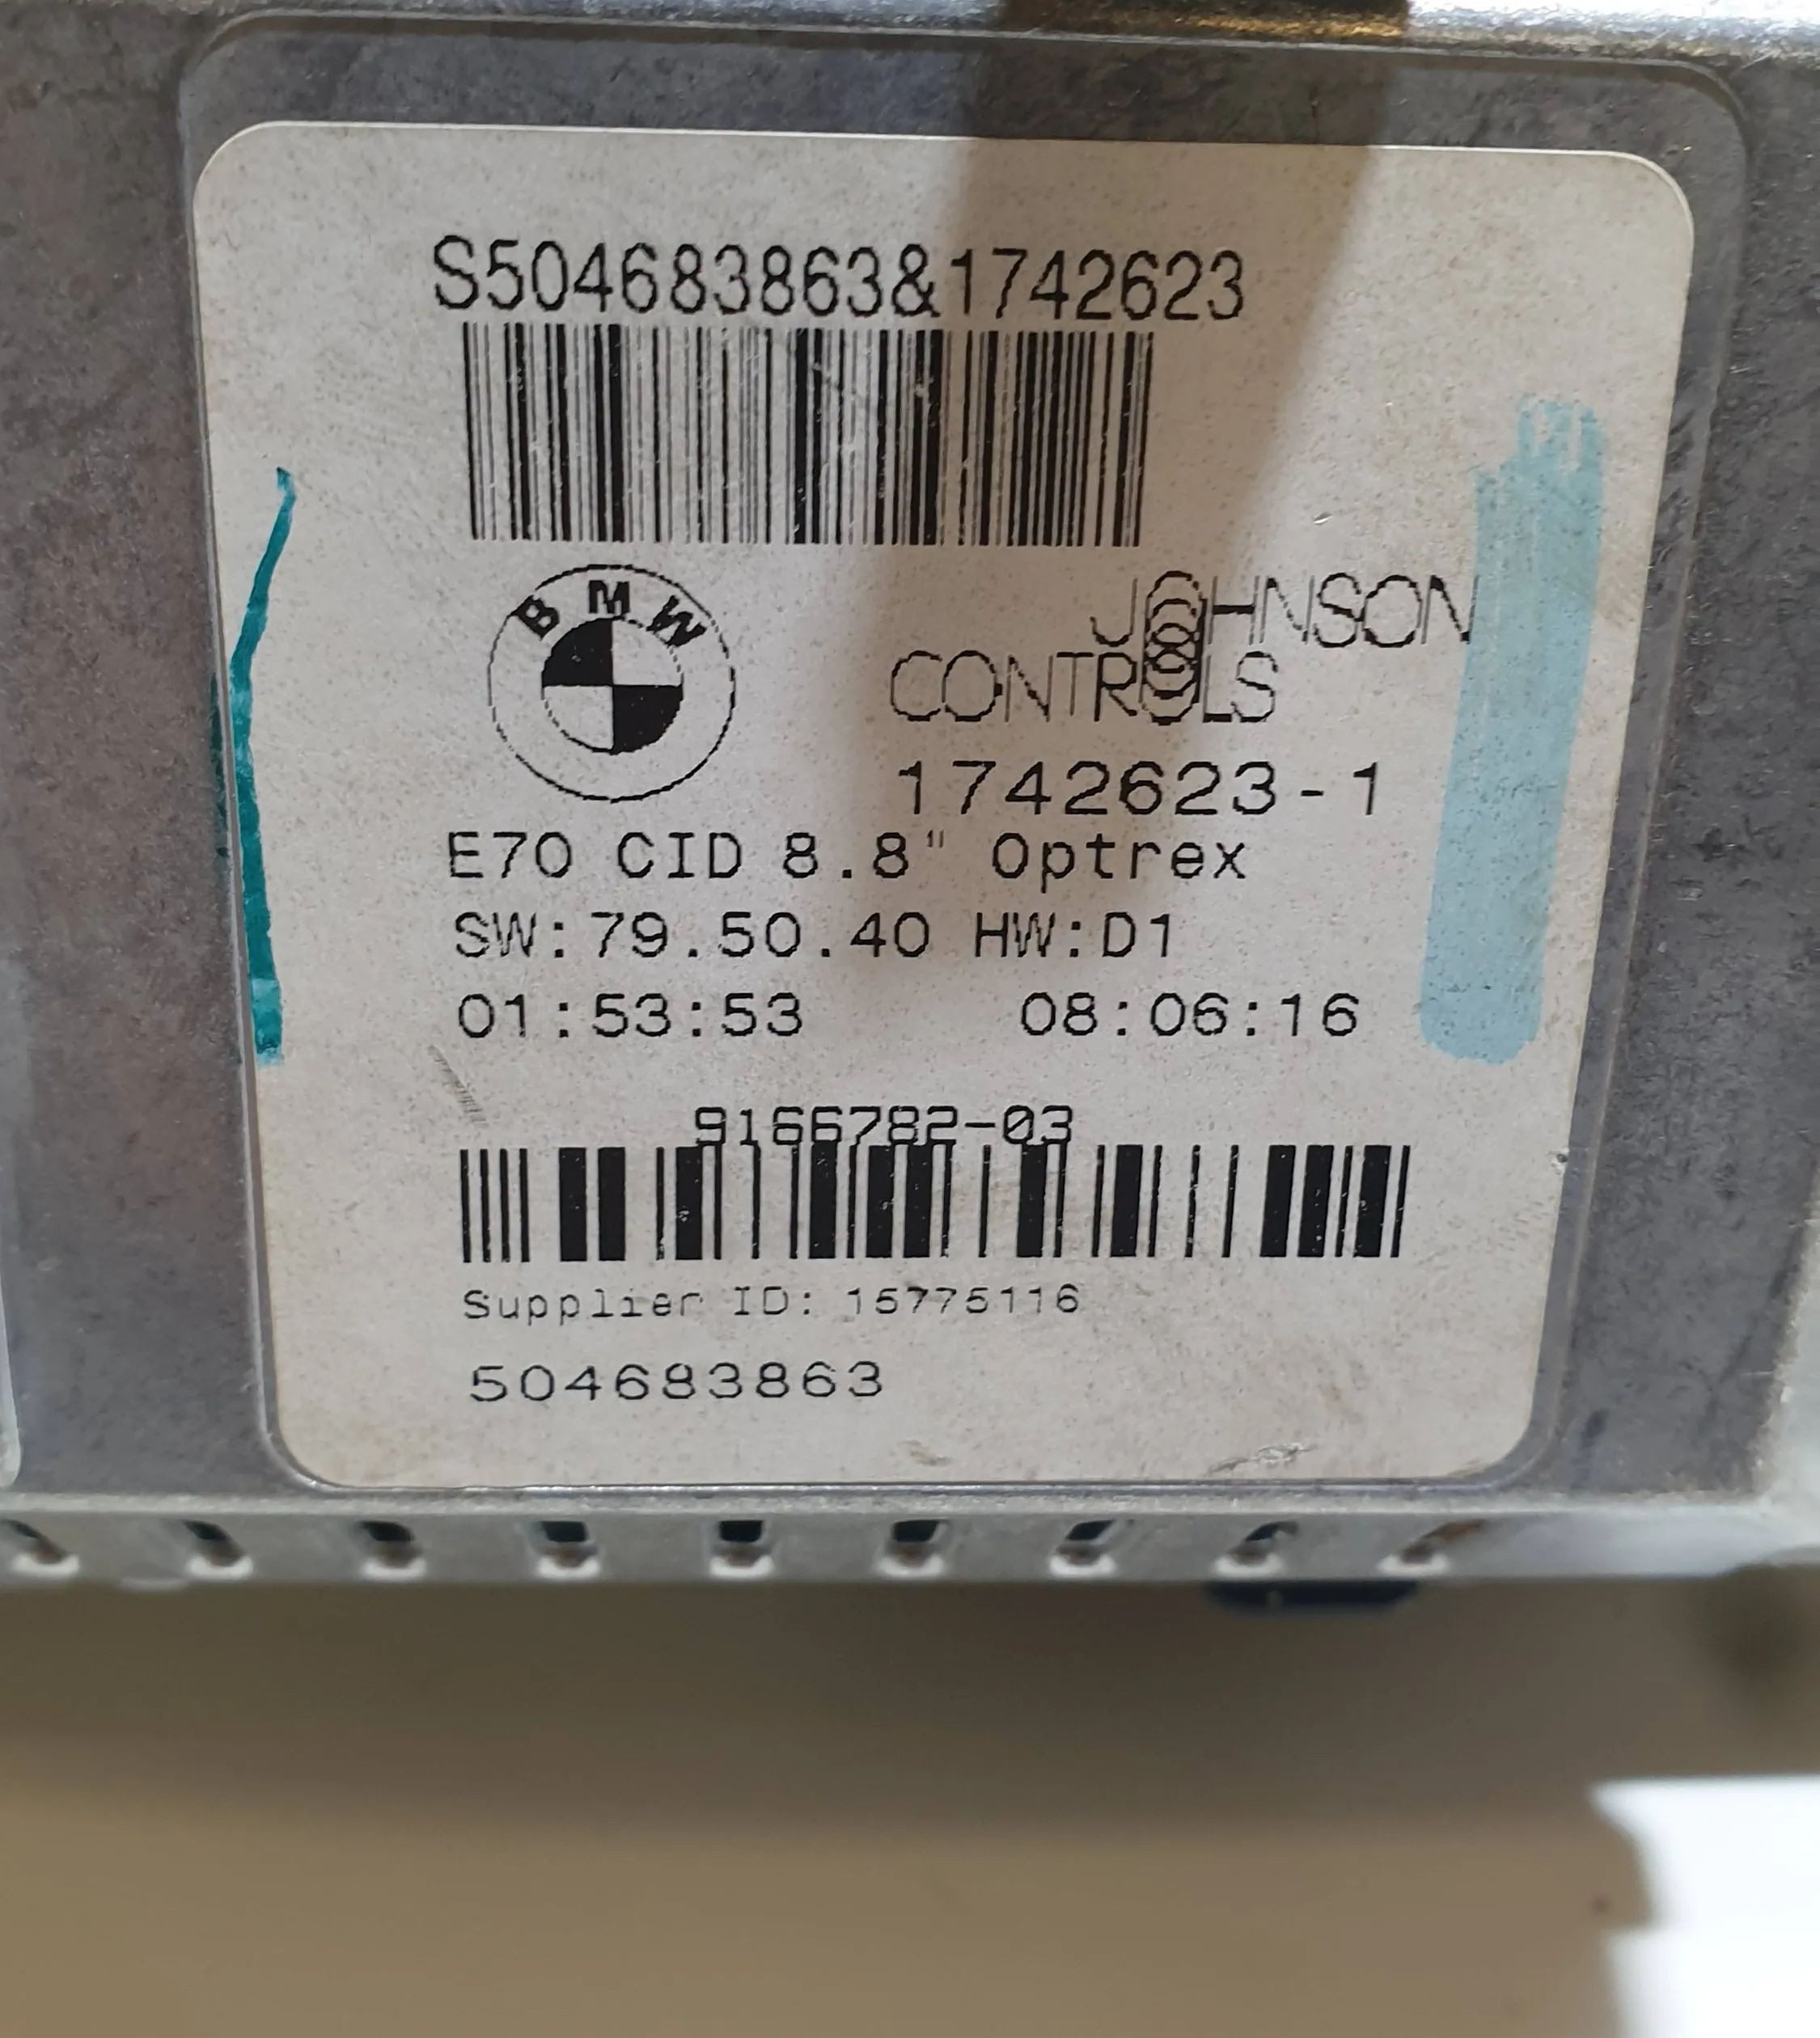 S504683863&1742623
BMW
JOHNSON
CONTROLS
1742623-1
E70 CID 8.8" Optrex
SW:79.50.40 HW:D1
01:53:53 08:06:16
9166782-03
Supplier ID: 15775116
504683863